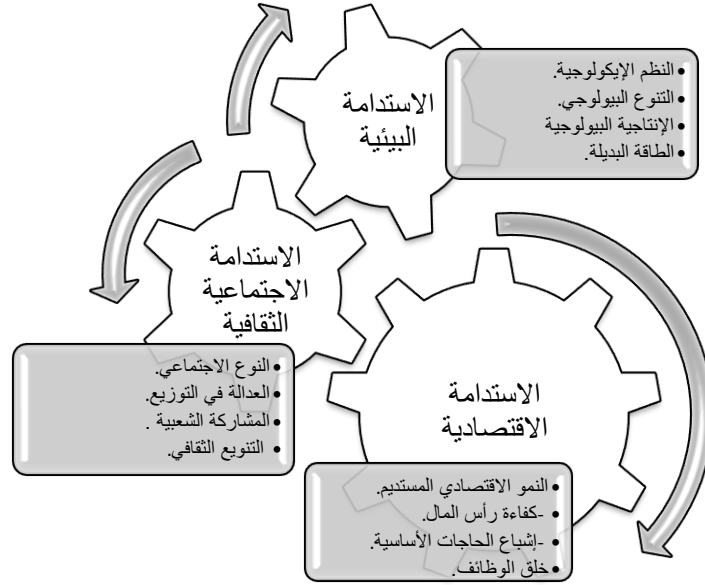 الاستدامة
البيئية
• النظم الإيكولوجية.
• التنوع البيولوجي.
• الإنتاجية البيولوجية
• الطاقة البديلة.
الاستدامة
الاجتماعية
الثقافية
• النوع الاجتماعي.
• العدالة في التوزيع.
• المشاركة الشعبية .
• التنويع الثقافي.
الاستدامة
الاقتصادية
• النمو الاقتصادي المستديم.
• -كفاءة رأس المال.
• -إشباع الحاجات الأساسية.
• خلق الوظائف.